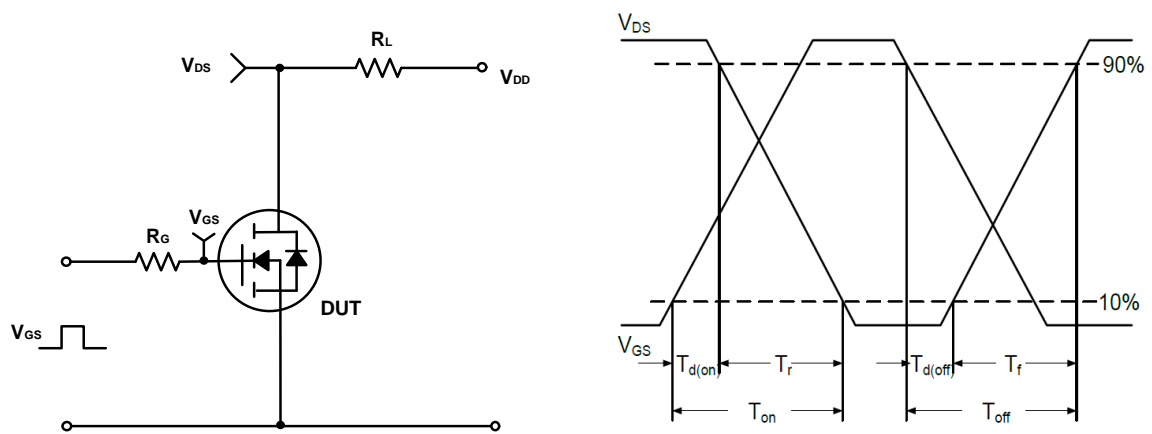 RL
VDS
VDD
VGS
RG
DUT
VGS
VDS
90%
10%
VGS
Td(on)
Tr
Td(off)
Tf
Ton
Toff